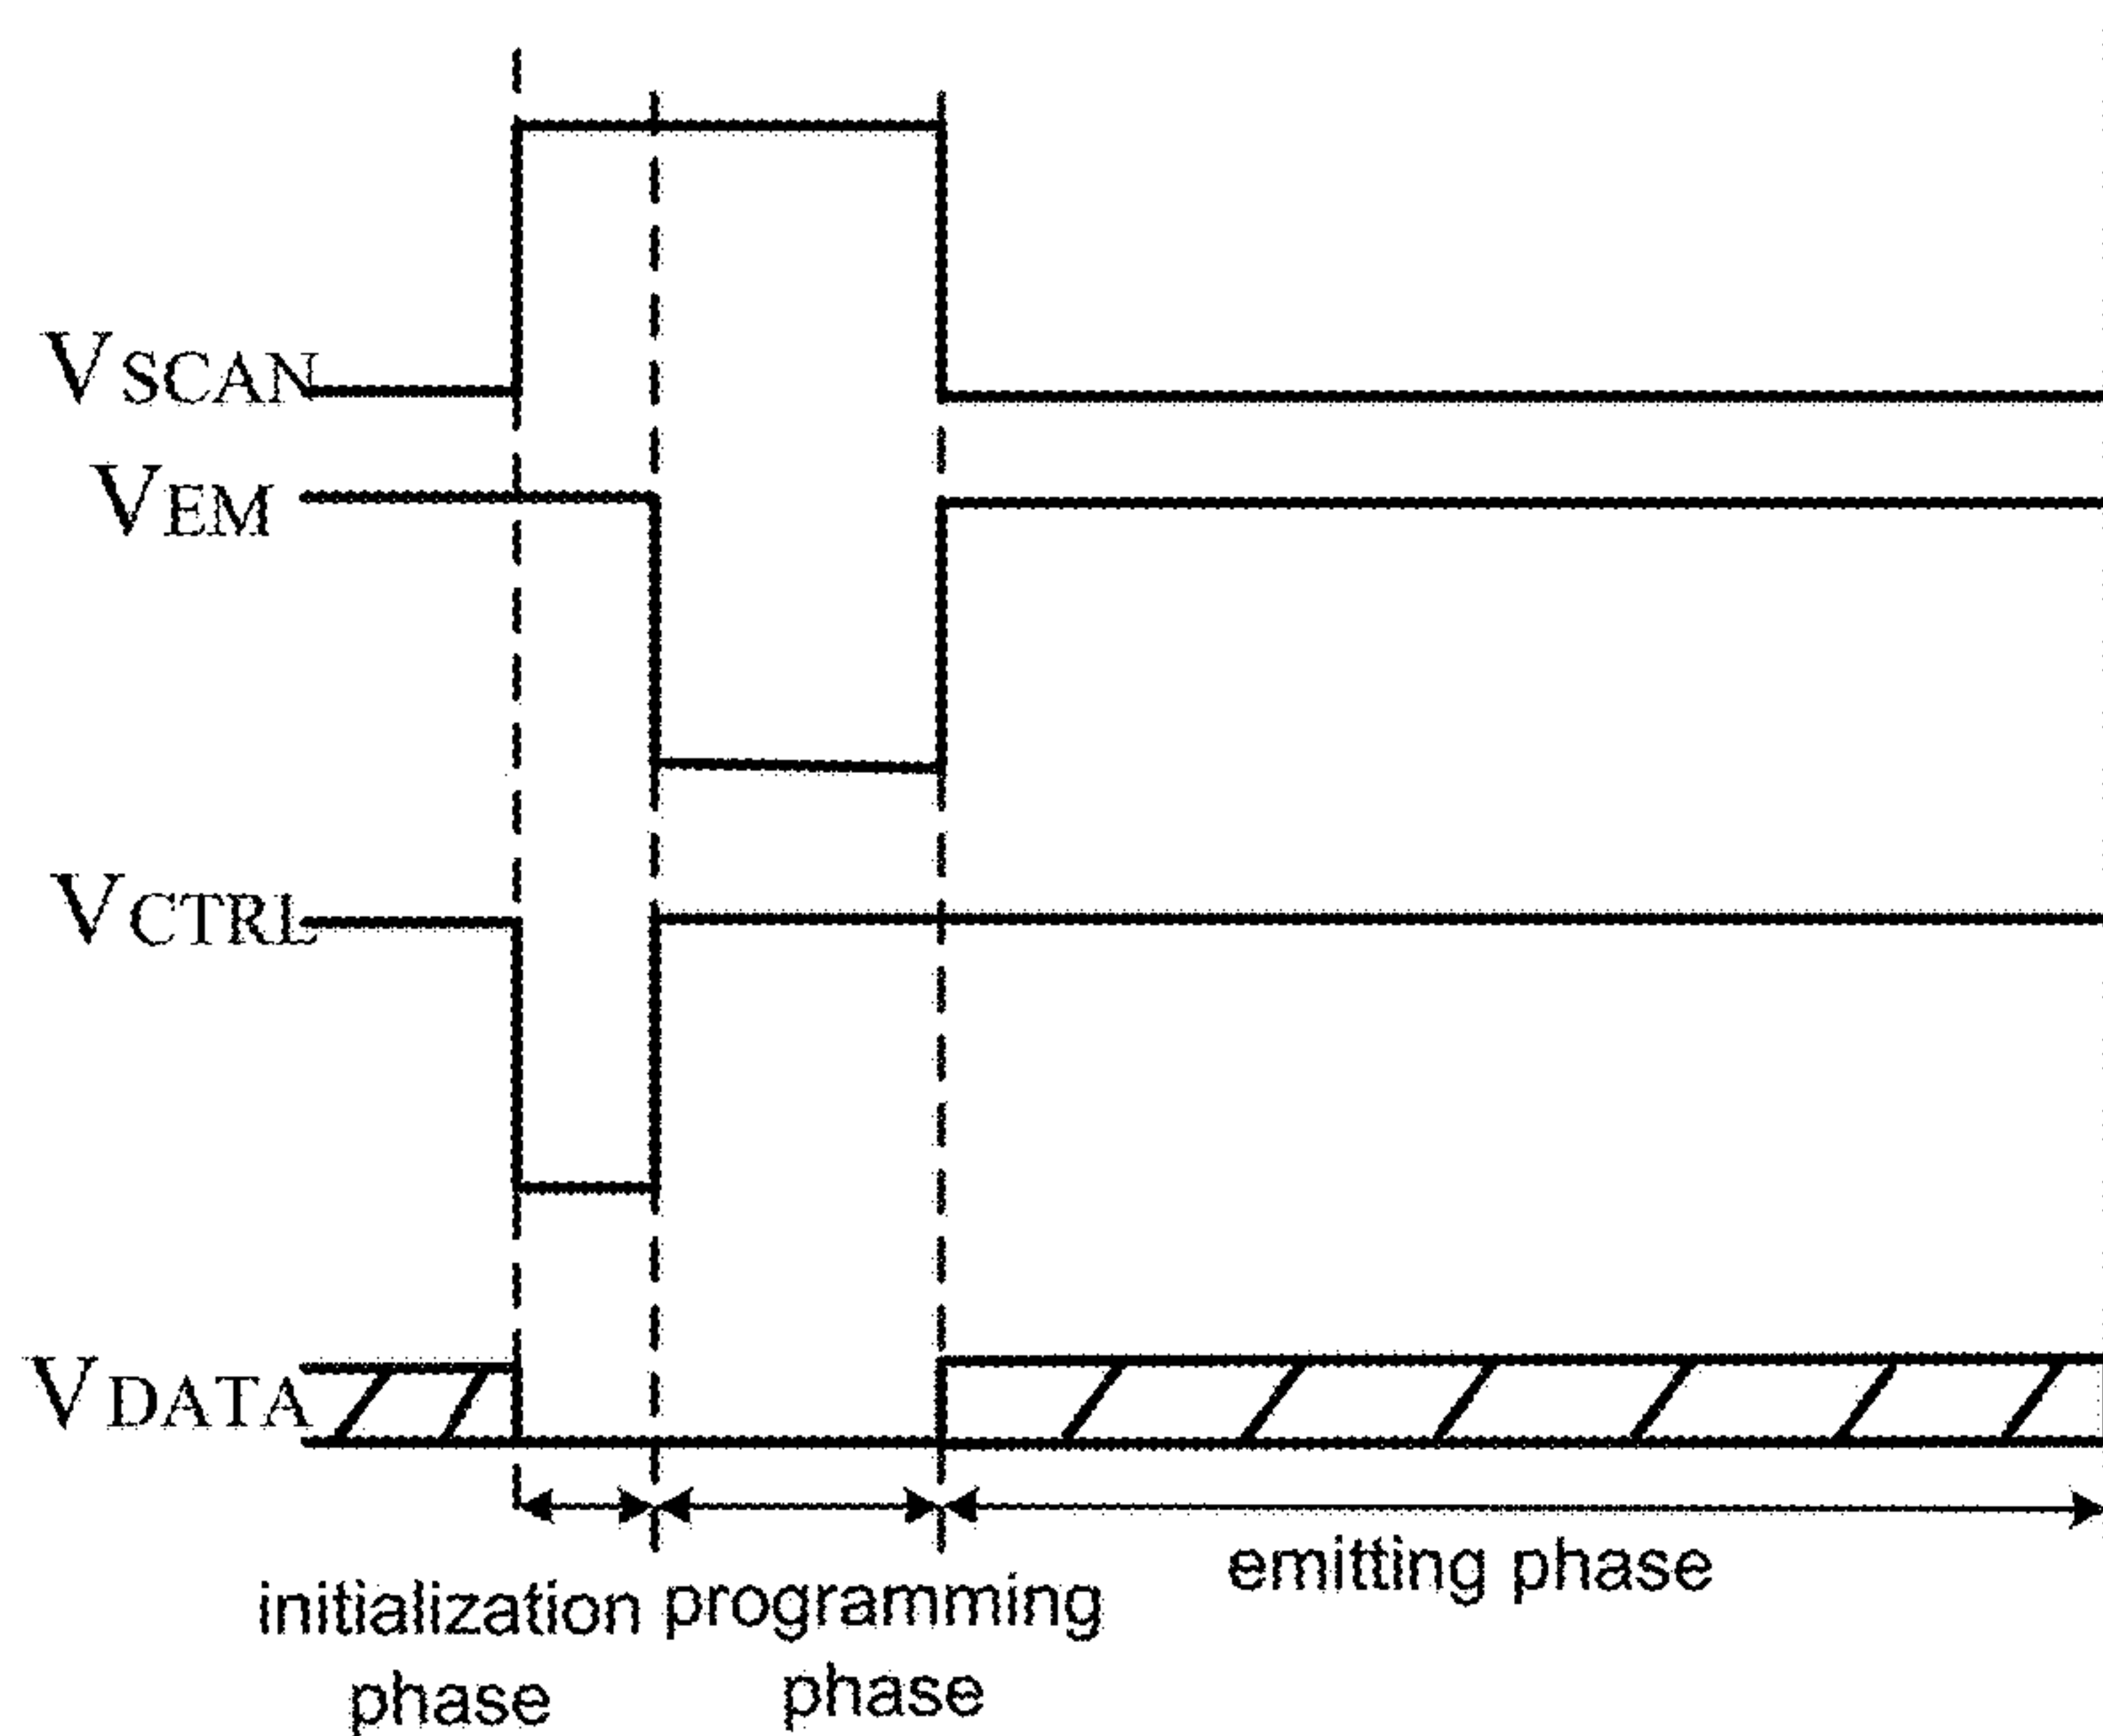 VSCAN
VEM
VCTRL
VDATA
initialization phase
programming phase
emitting phase